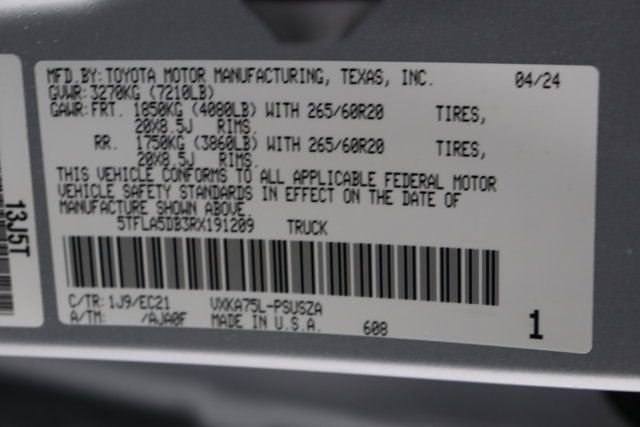 MFD.BY: TOYOTA MOTOR MANUFACTURING, TEXAS, INC. 04/24
GVWR: 3270KG (7210LB)
GAWR: FRT. 1850KG (4080LB) WITH 265/60R20 TIRES,
20X8.5J RIMS.
RR. 1750KG (3860LB) WITH 265/60R20 TIRES,
20X8.5J RIMS.
THIS VEHICLE CONFORMS TO ALL APPLICABLE FEDERAL MOTOR
VEHICLE SAFETY STANDARDS IN EFFECT ON THE DATE OF
MANUFACTURE SHOWN ABOVE.
5TFLA5DB3RX191209 TRUCK
C/TR: 1J9/EC21 VXKA75L-PSUSZA
A/TM: /AJA0F MADE IN U.S.A. 608
1
13J5T